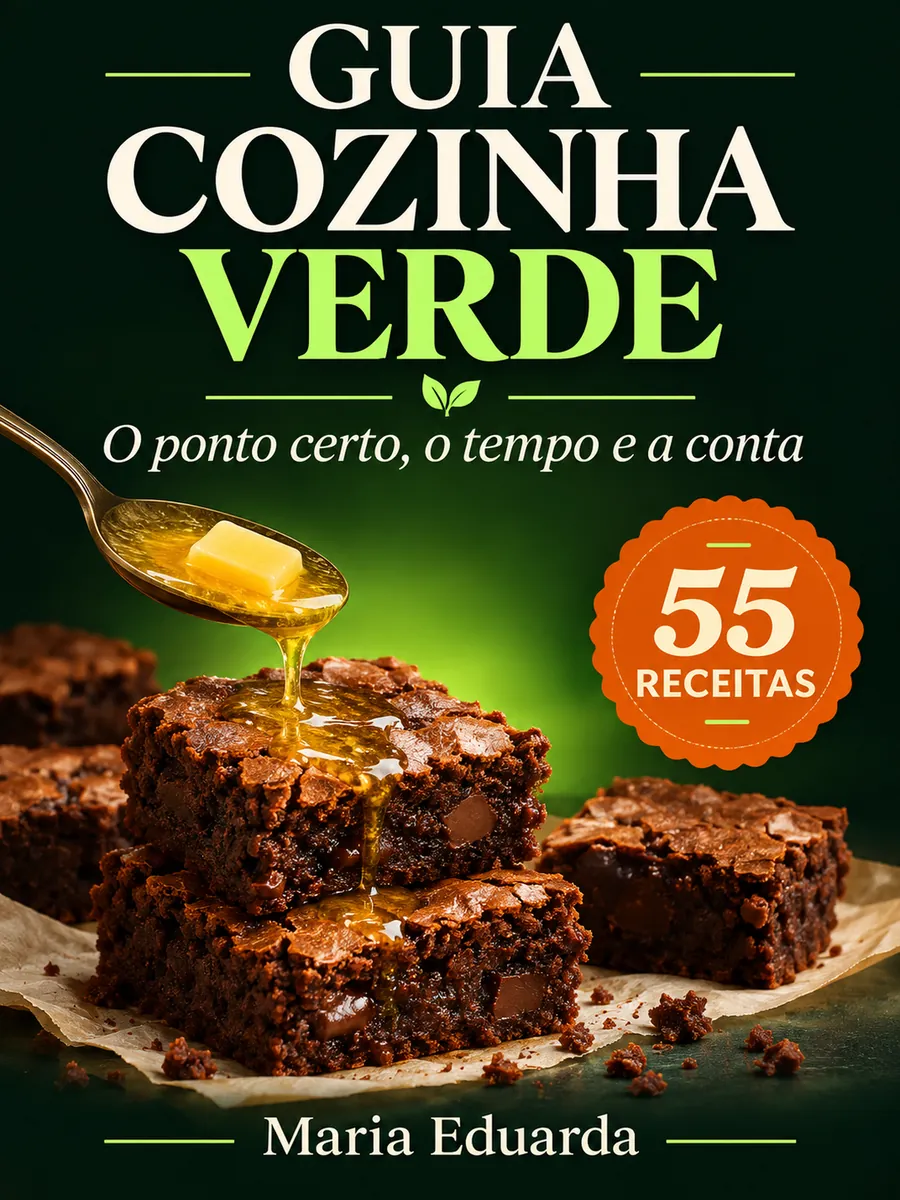 GUIA
COZINHA
VERDE
O ponto certo, o tempo e a conta
55
RECEITAS
Maria Eduarda